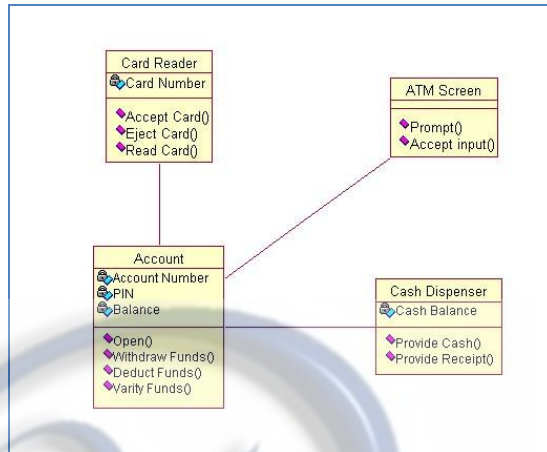 Card Reader
Card Number
Accept Card()
Eject Card()
Read Card()
ATM Screen
Prompt()
Accept input()
Account
Account Number
PIN
Balance
Open()
Withdraw Funds()
Deduct Funds()
Varity Funds()
Cash Dispenser
Cash Balance
Provide Cash()
Provide Receipt()